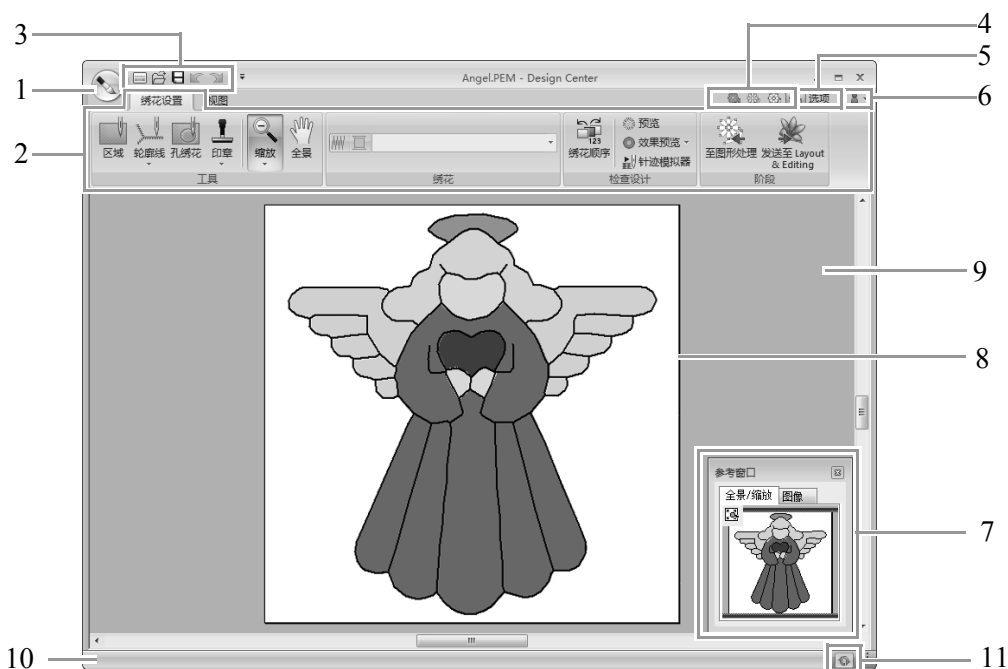 3
4
5
1
6
2
Angel.PEM - Design Center
绣花设置 视图 选项
区域 轮廓线 孔绣花 印章 缩放 全景
工具
绣花
绣花顺序
123
预览
效果预览
针迹模拟器
检查设计
至图形处理 发送至 Layout
& Editing
阶段
9
8
参考窗口
全景/缩放 图像
7
10
11